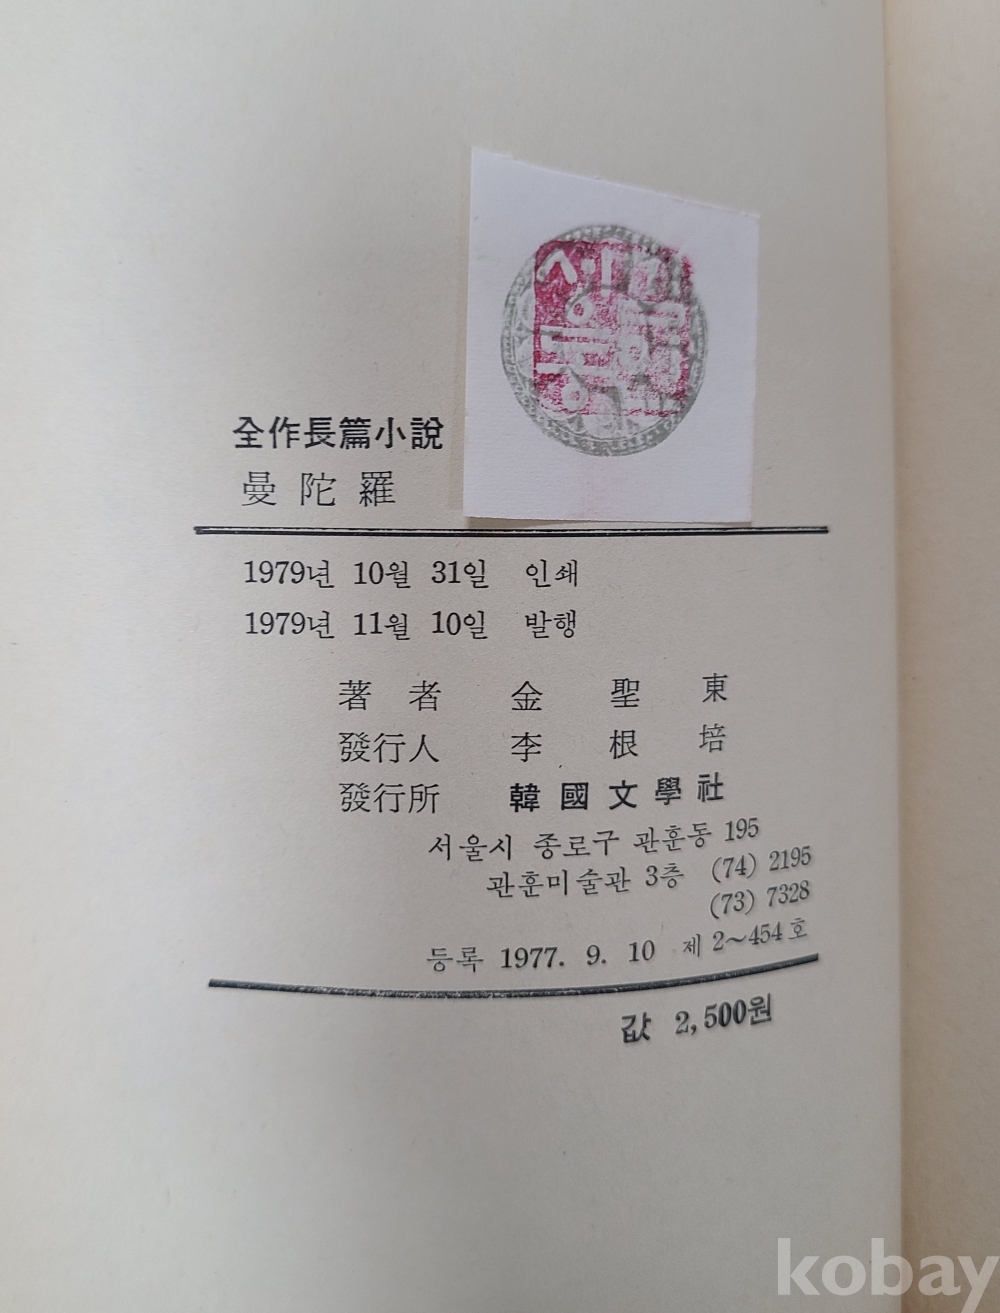 全作長篇小說
曼陀羅
1979년 10월 31일 인쇄
1979년 11월 10일 발행
著者 金聖東
發行人 李根培
發行所 韓國文學社
서울시 종로구 관훈동 195
관훈미술관 3층 (74) 2195
(73) 7328
등록 1977. 9. 10 제 2~454호
값 2,500원
kobay